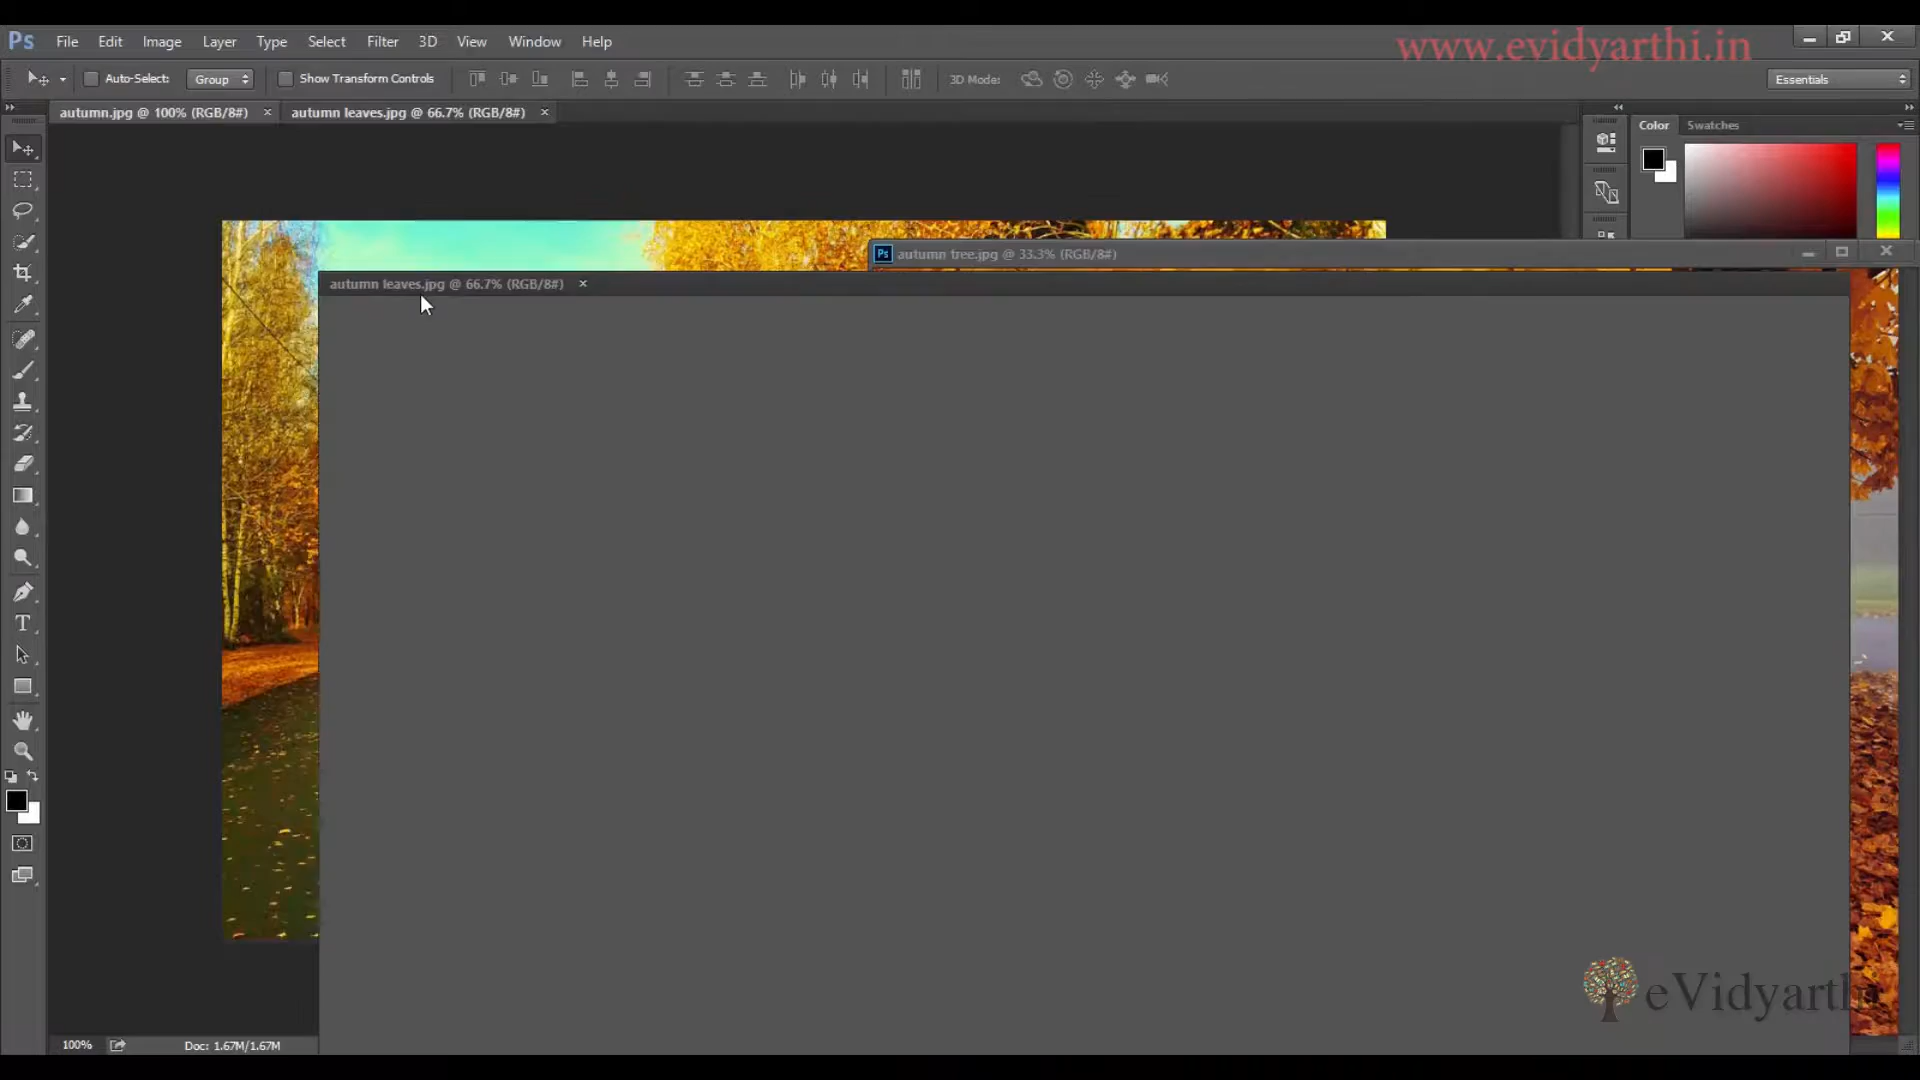 Ps File Edit Image Layer Type Select Filter 3D View Window Help
www.evidyarthi.in
Auto-Select: Group Show Transform Controls 3D Mode: Essentials
autumn.jpg @ 100% (RGB/8#) × autumn leaves.jpg @ 66.7% (RGB/8#) ×
Color Swatches
Ps autumn tree.jpg @ 33.3% (RGB/8#)
autumn leaves.jpg @ 66.7% (RGB/8#) ×
T
eVidyarthi
100% Doc: 1.67M/1.67M